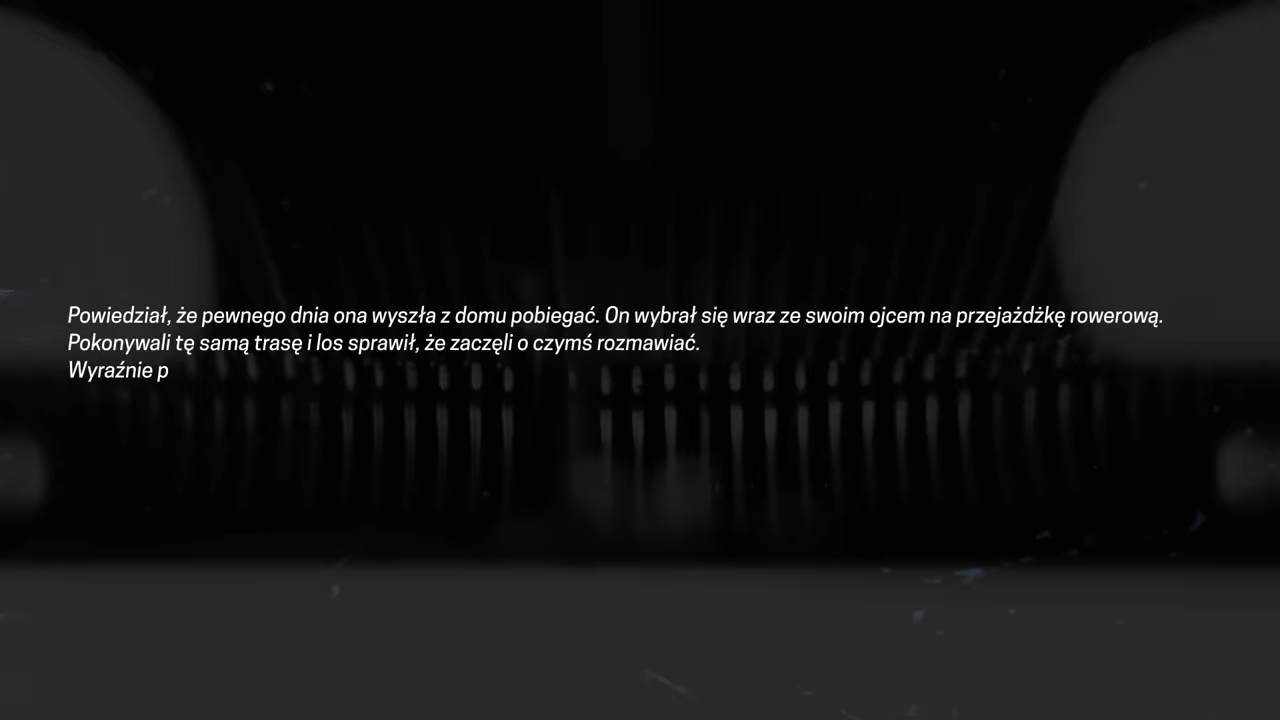 Powiedział, że pewnego dnia ona wyszła z domu pobiegać. On wybrał się wraz ze swoim ojcem na przejażdżkę rowerową.
Pokonywali tę samą trasę i los sprawił, że zaczęli o czymś rozmawiać.
Wyraźnie p